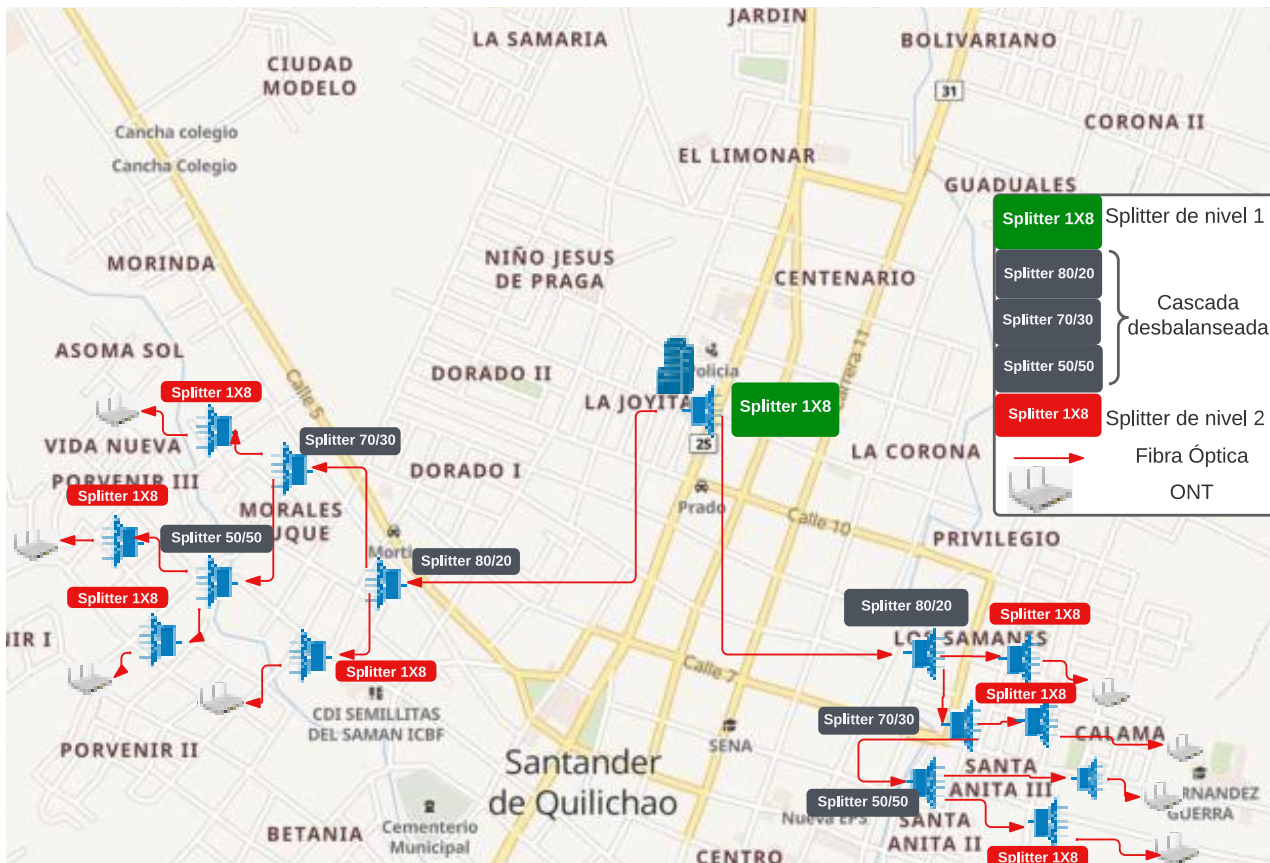 JARDIN
LA SAMARIA
BOLIVARIANO
CIUDAD
MODELO
31
CORONA II
Cancha colegio
Cancha Colegio
EL LIMONAR
GUADUALES
Splitter 1X8
Splitter de nivel 1
Splitter 80/20
Splitter 70/30
Splitter 50/50
Cascada
desbalanseada
Splitter 1X8
Splitter de nivel 2
Fibra Óptica
ONT
MORINDA
NIÑO JESUS
DE PRAGA
CENTENARIO
ASOMA SOL
Calle 5
DORADO II
Policia
LA JOYITA
Splitter 1X8
Carrera 11
Splitter 1X8
25
VIDA NUEVA
Splitter 70/30
DORADO I
LA CORONA
PORVENIR III
Splitter 1X8
MORALES
UQUE
Prado
Calle 10
Splitter 50/50
Morti
Splitter 80/20
PRIVILEGIO
Splitter 1X8
NIR I
Splitter 80/20
Splitter 1X8
LOS SAMANES
Splitter 1X8
Calle 7
CDI SEMILLITAS
DEL SAMAN ICBF
Splitter 70/30
Splitter 1X8
CALAMA
PORVENIR II
SENA
Santander
de Quilichao
SANTA
ANITA III
RNANDEZ
GUERRA
Splitter 50/50
Nueva EPS
SANTA
ANITA II
BETANIA
Cementerio
Municipal
CENTRO
Splitter 1X8